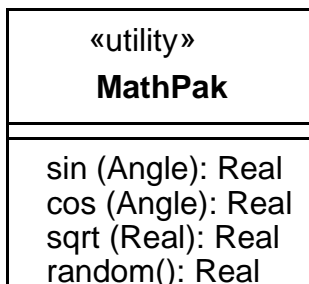 «utility»
MathPak
sin (Angle): Real
cos (Angle): Real
sqrt (Real): Real
random(): Real